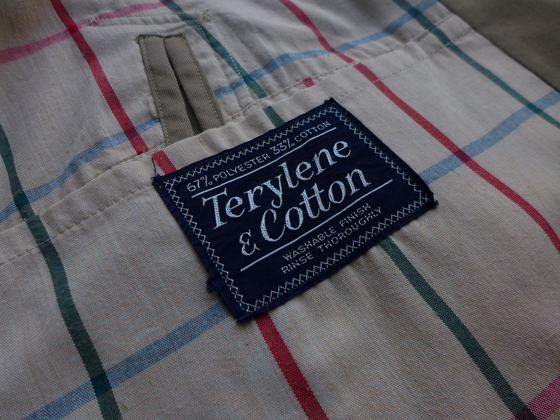 67% POLYESTER 33% COTTON
Terylene
& Cotton
WASHABLE FINISH
RINSE THOROUGHLY